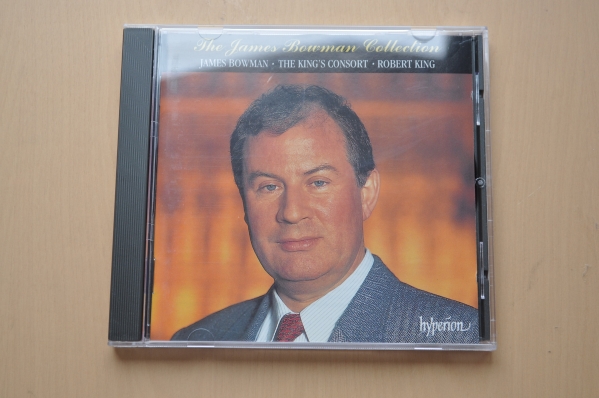 The James Bowman Collection
JAMES BOWMAN · THE KING'S CONSORT · ROBERT KING
hyperion